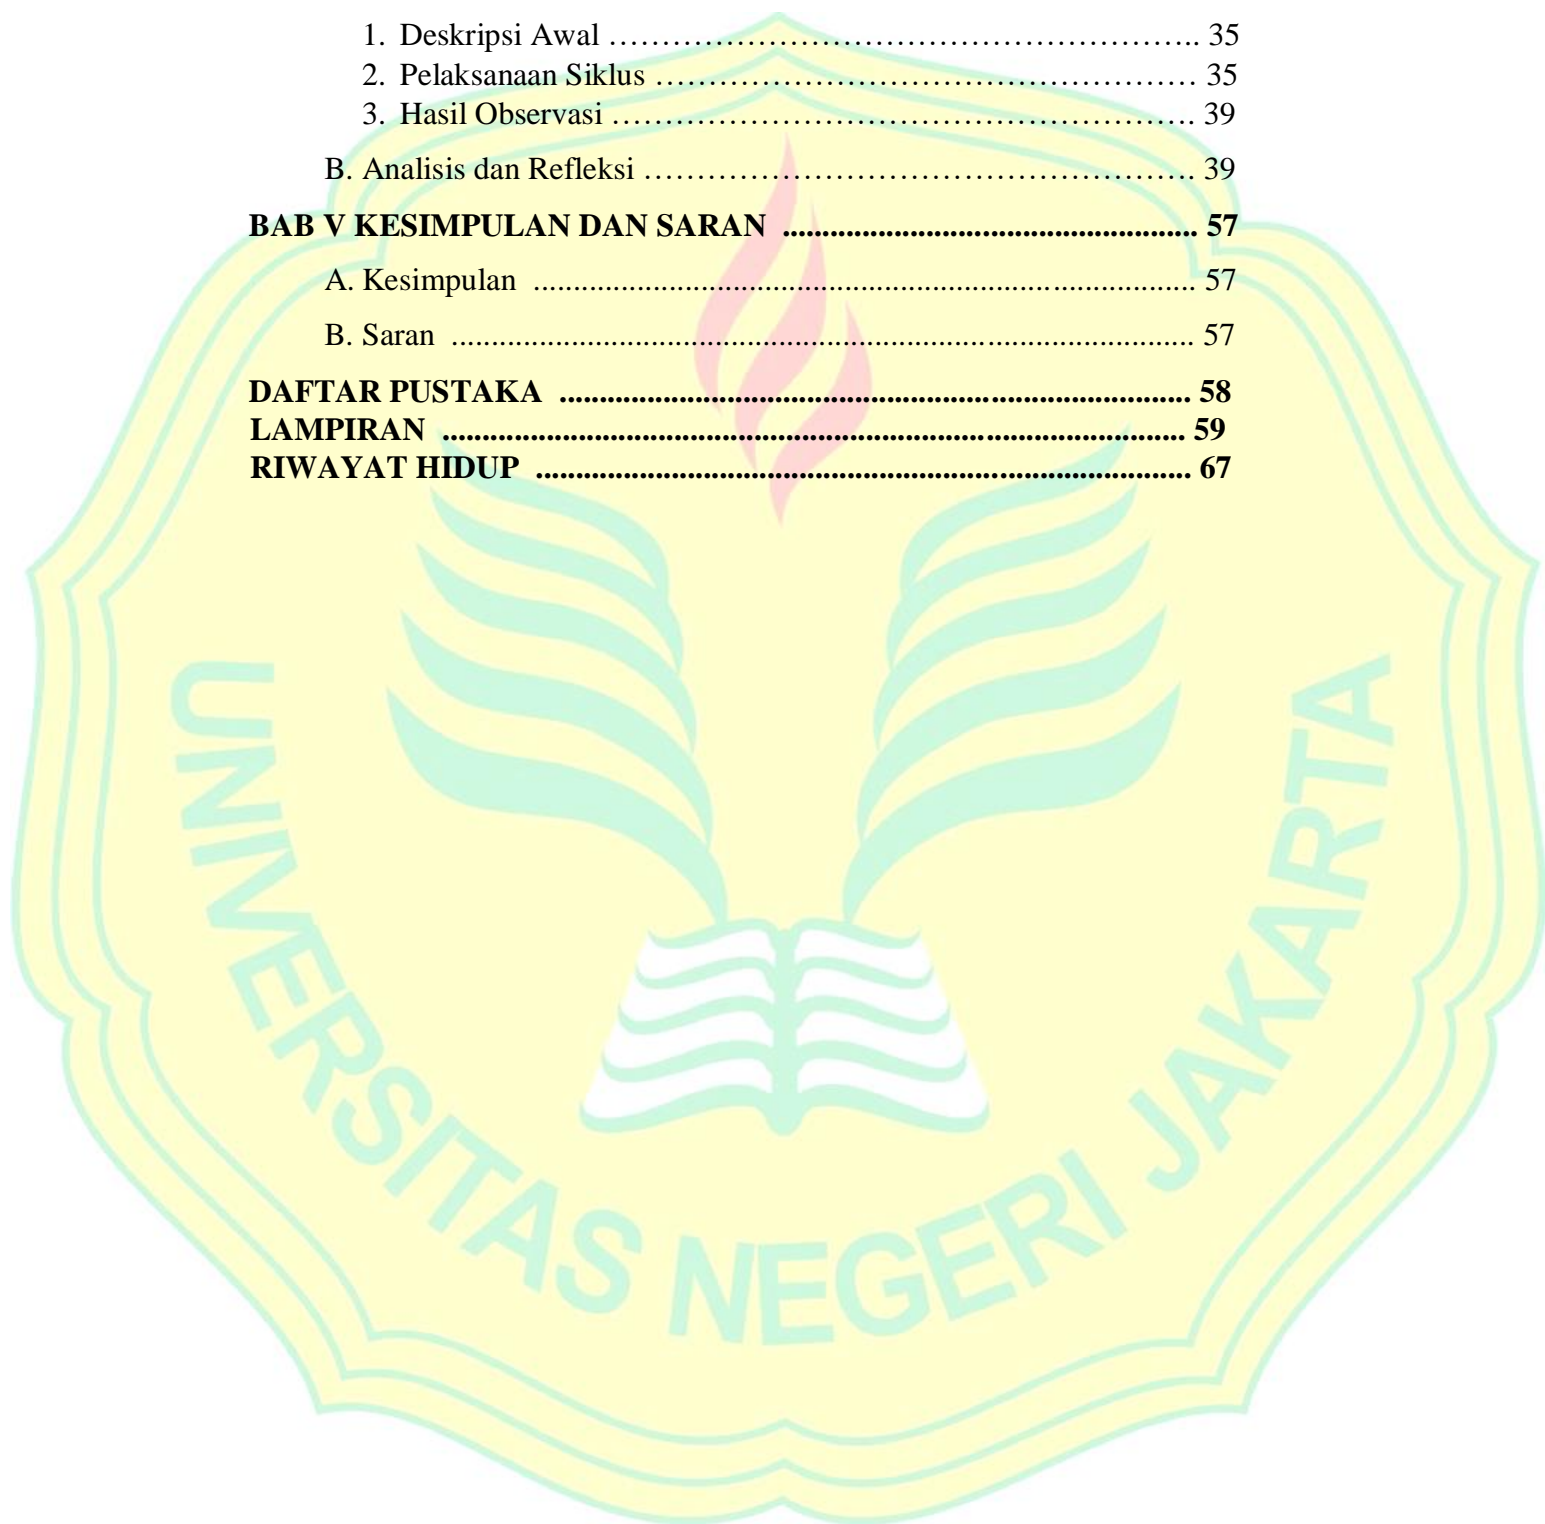 1. Deskripsi Awal ……………………………………………….. 35
2. Pelaksanaan Siklus …………………………………………… 35
3. Hasil Observasi ………………………………………………. 39
B. Analisis dan Refleksi ……………………………………………. 39
BAB V KESIMPULAN DAN SARAN .................................................... 57
A. Kesimpulan .................................................................................. 57
B. Saran ............................................................................................ 57
DAFTAR PUSTAKA ............................................................................... 58
LAMPIRAN ............................................................................................. 59
RIWAYAT HIDUP .................................................................................. 67
UNIVERSITAS NEGERI JAKARTA